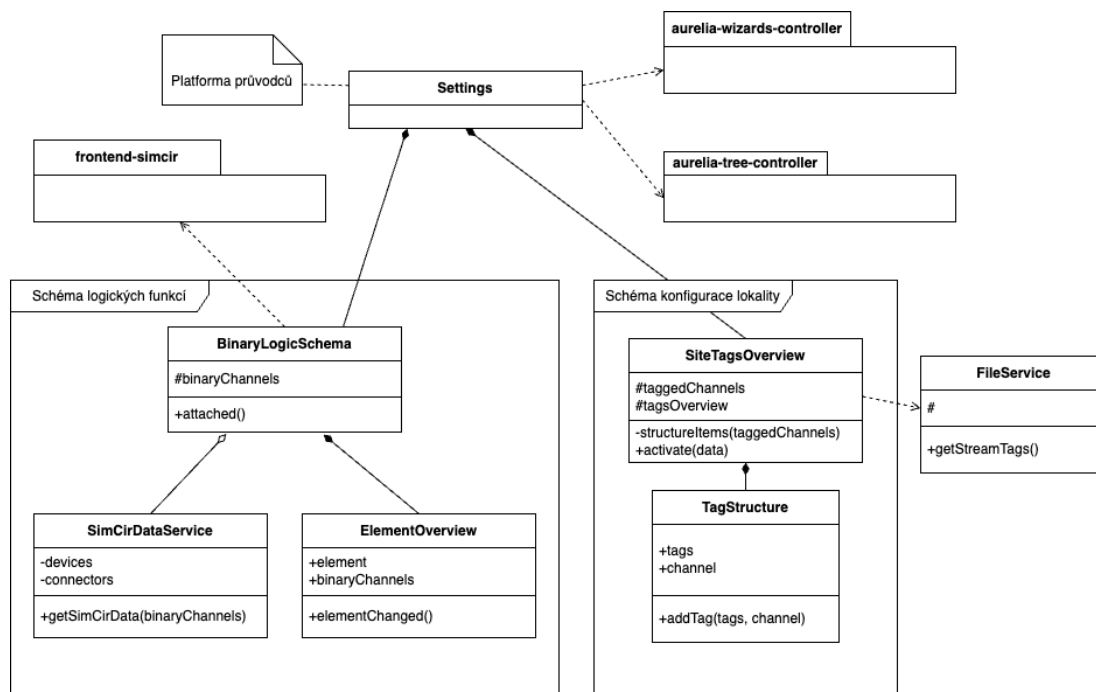 aurelia-wizards-controller
Platforma průvodců
Settings
frontend-simcir
aurelia-tree-controller
Schéma logických funkcí
BinaryLogicSchema
#binaryChannels
+attached()
SimCirDataService
-devices
-connectors
+getSimCirData(binaryChannels)
ElementOverview
+element
+binaryChannels
+elementChanged()
Schéma konfigurace lokality
SiteTagsOverview
#taggedChannels
#tagsOverview
-structureItems(taggedChannels)
+activate(data)
TagStructure
+tags
+channel
+addTag(tags, channel)
FileService
#
+getStreamTags()